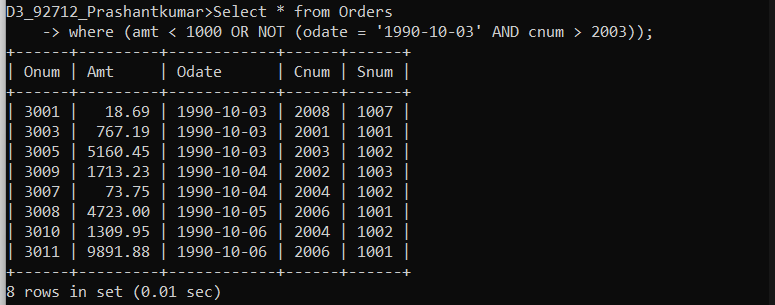 D3_92712_Prashantkumar>Select * from Orders
    -> where (amt < 1000 OR NOT (odate = '1990-10-03' AND cnum > 2003));
+------+---------+------------+------+------+
| Onum | Amt     | Odate      | Cnum | Snum |
+------+---------+------------+------+------+
| 3001 |   18.69 | 1990-10-03 | 2008 | 1007 |
| 3003 |  767.19 | 1990-10-03 | 2001 | 1001 |
| 3005 | 5160.45 | 1990-10-03 | 2003 | 1002 |
| 3009 | 1713.23 | 1990-10-04 | 2002 | 1003 |
| 3007 |   73.75 | 1990-10-04 | 2004 | 1002 |
| 3008 | 4723.00 | 1990-10-05 | 2006 | 1001 |
| 3010 | 1309.95 | 1990-10-06 | 2004 | 1002 |
| 3011 | 9891.88 | 1990-10-06 | 2006 | 1001 |
+------+---------+------------+------+------+
8 rows in set (0.01 sec)